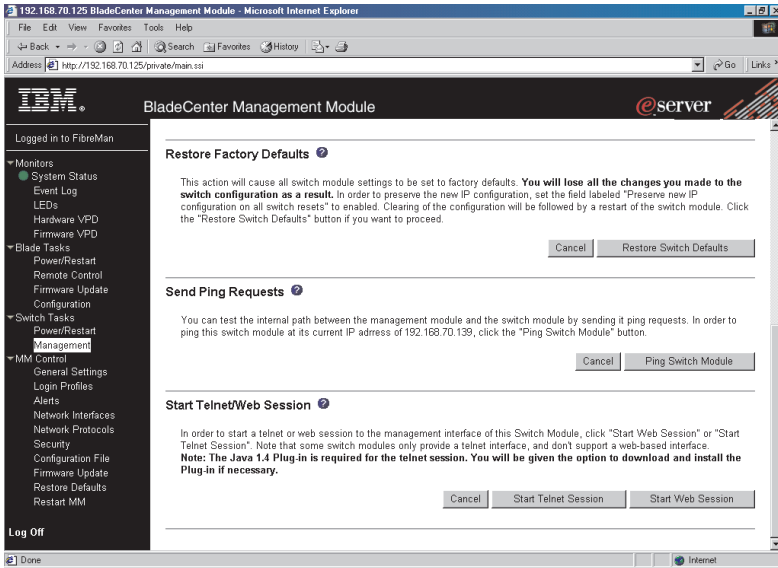 192.168.70.125 BladeCenter Management Module - Microsoft Internet Explorer
File Edit View Favorites Tools Help
Back Search Favorites History
Address http://192.168.70.125/private/main.ssi Go Links
IBM® BladeCenter Management Module eserver
Logged in to FibreMan
Monitors
System Status
Event Log
LEDs
Hardware VPD
Firmware VPD
Blade Tasks
Power/Restart
Remote Control
Firmware Update
Configuration
Switch Tasks
Power/Restart
Management
MM Control
General Settings
Login Profiles
Alerts
Network Interfaces
Network Protocols
Security
Configuration File
Firmware Update
Restore Defaults
Restart MM
Log Off
Restore Factory Defaults ?
This action will cause all switch module settings to be set to factory defaults. You will lose all the changes you made to the
switch configuration as a result. In order to preserve the new IP configuration, set the field labeled "Preserve new IP
configuration on all switch resets" to enabled. Clearing of the configuration will be followed by a restart of the switch module. Click
the "Restore Switch Defaults" button if you want to proceed.
Cancel Restore Switch Defaults
Send Ping Requests ?
You can test the internal path between the management module and the switch module by sending it ping requests. In order to
ping this switch module at its current IP adrress of 192.168.70.139, click the "Ping Switch Module" button.
Cancel Ping Switch Module
Start Telnet/Web Session ?
In order to start a telnet or web session to the management interface of this Switch Module, click "Start Web Session" or "Start
Telnet Session". Note that some switch modules only provide a telnet interface, and don't support a web-based interface.
Note: The Java 1.4 Plug-in is required for the telnet session. You will be given the option to download and install the
Plug-in if necessary.
Cancel Start Telnet Session Start Web Session
Done Internet